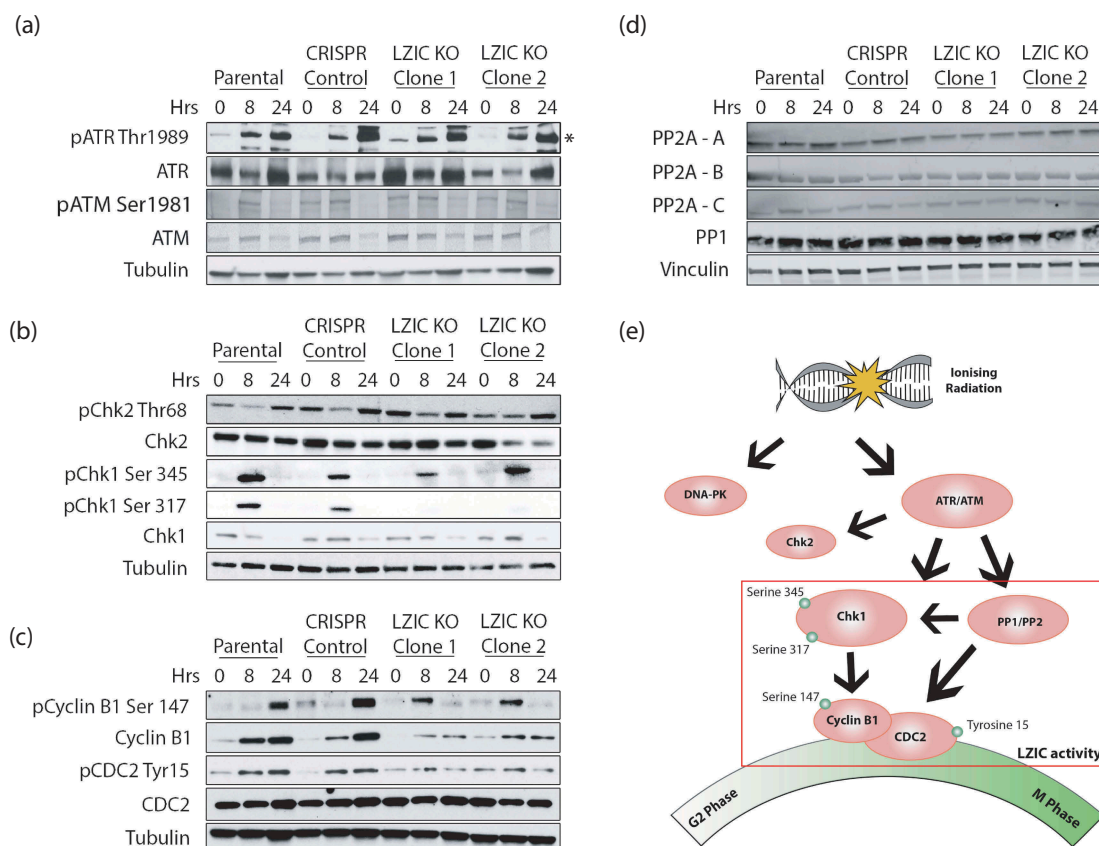 (a)
Parental
CRISPR
Control
LZIC KO
Clone 1
LZIC KO
Clone 2
Hrs 0 8 24 0 8 24 0 8 24 0 8 24
pATR Thr1989 *
ATR
pATM Ser1981
ATM
Tubulin
(b)
Parental
CRISPR
Control
LZIC KO
Clone 1
LZIC KO
Clone 2
Hrs 0 8 24 0 8 24 0 8 24 0 8 24
pChk2 Thr68
Chk2
pChk1 Ser 345
pChk1 Ser 317
Chk1
Tubulin
(c)
Parental
CRISPR
Control
LZIC KO
Clone 1
LZIC KO
Clone 2
Hrs 0 8 24 0 8 24 0 8 24 0 8 24
pCyclin B1 Ser 147
Cyclin B1
pCDC2 Tyr15
CDC2
Tubulin
(d)
Parental
CRISPR
Control
LZIC KO
Clone 1
LZIC KO
Clone 2
Hrs 0 8 24 0 8 24 0 8 24 0 8 24
PP2A - A
PP2A - B
PP2A - C
PP1
Vinculin
(e)
Ionising
Radiation
DNA-PK
ATR/ATM
Chk2
Serine 345
Chk1
PP1/PP2
Serine 317
Serine 147
Cyclin B1
CDC2
Tyrosine 15
LZIC activity
G2 Phase
M Phase